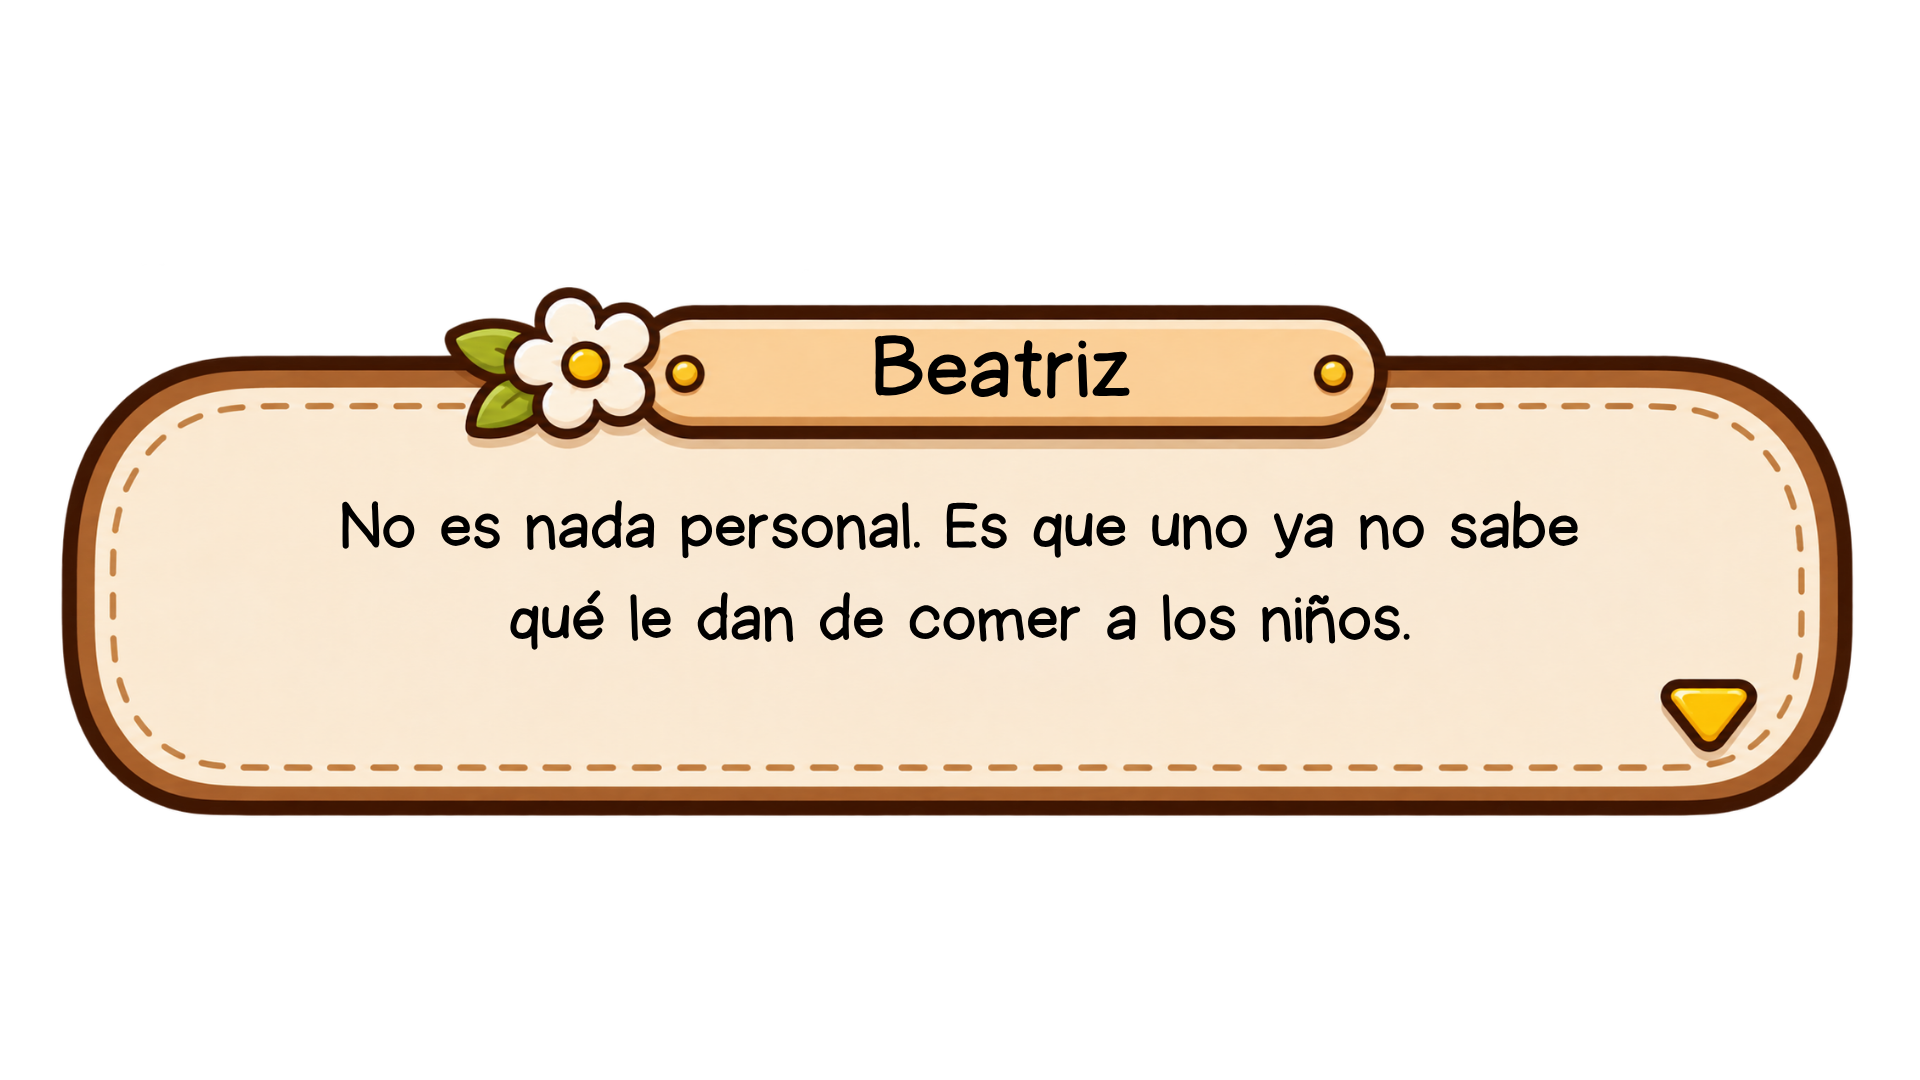 Beatriz
No es nada personal. Es que uno ya no sabe
qué le dan de comer a los niños.